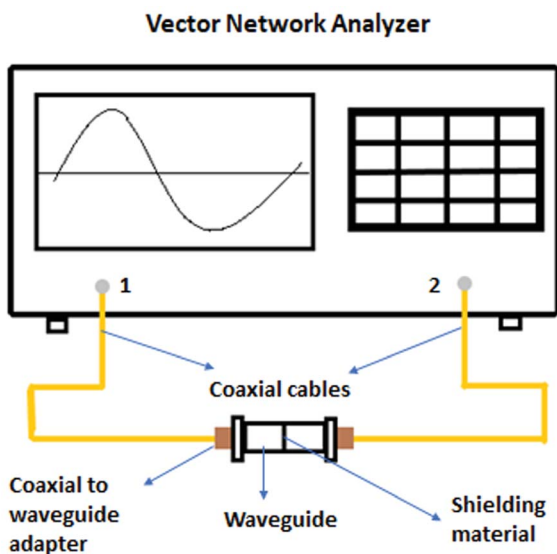 Vector Network Analyzer
1
2
Coaxial cables
Coaxial to
waveguide
adapter
Waveguide
Shielding
material